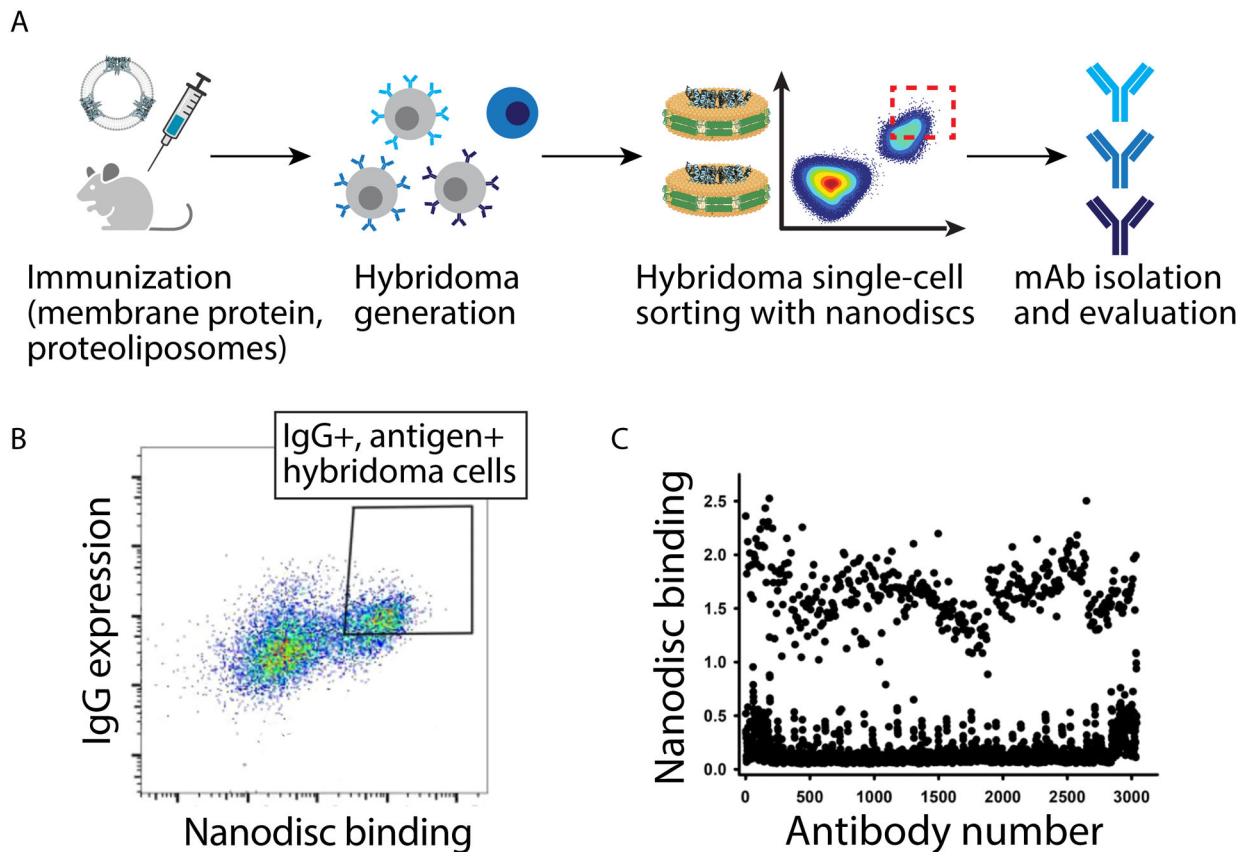 A
Immunization
(membrane protein,
proteoliposomes)
Hybridoma
generation
Hybridoma single-cell
sorting with nanodiscs
mAb isolation
and evaluation
B
IgG+, antigen+
hybridoma cells
IgG expression
Nanodisc binding
C
Nanodisc binding
2.5
2.0
1.5
1.0
0.5
0.0
0 500 1000 1500 2000 2500 3000
Antibody number